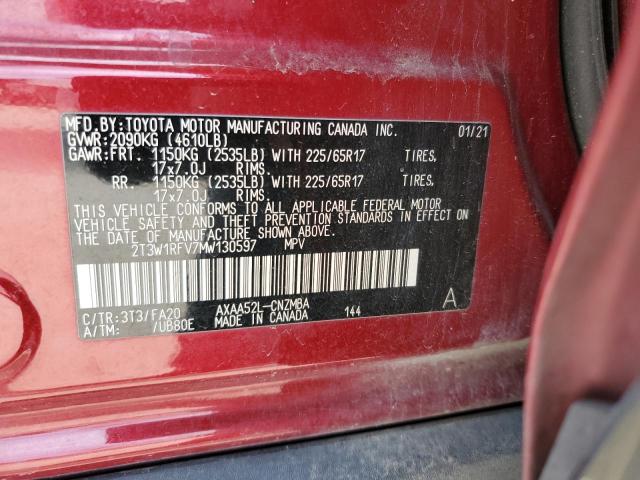 MFD.BY:TOYOTA MOTOR MANUFACTURING CANADA INC. 01/21
GVWR:2090KG (4610LB)
GAWR:FRT. 1150KG (2535LB) WITH 225/65R17 TIRES,
17x7.0J RIMS.
RR. 1150KG (2535LB) WITH 225/65R17 TIRES,
17x7.0J RIMS.
THIS VEHICLE CONFORMS TO ALL APPLICABLE FEDERAL MOTOR
VEHICLE SAFETY AND THEFT PREVENTION STANDARDS IN EFFECT ON
THE DATE OF MANUFACTURE SHOWN ABOVE.
2T3W1RFV7MW130597 MPV
C/TR:3T3/FA20 AXAA52L-CNZMBA 144 A
A/TM: /UB80E MADE IN CANADA